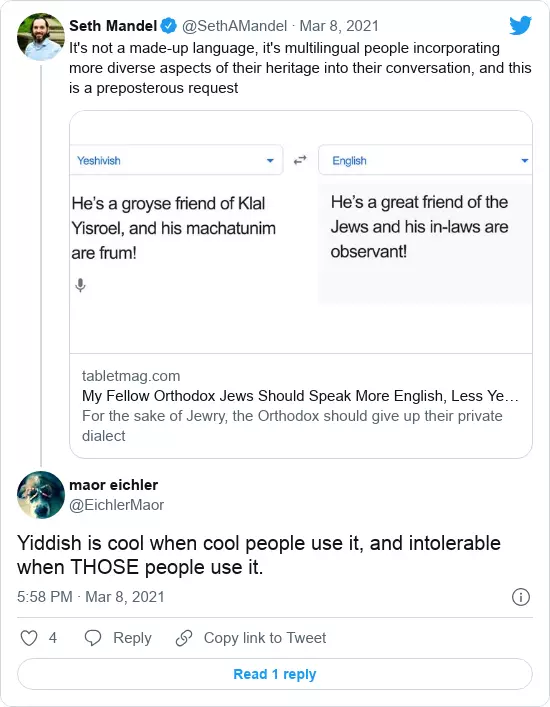 Seth Mandel @SethAMandel · Mar 8, 2021
It's not a made-up language, it's multilingual people incorporating
more diverse aspects of their heritage into their conversation, and this
is a preposterous request
Yeshivish
English
He's a groyse friend of Klal
Yisroel, and his machatunim
are frum!
He's a great friend of the
Jews and his in-laws are
observant!
tabletmag.com
My Fellow Orthodox Jews Should Speak More English, Less Ye…
For the sake of Jewry, the Orthodox should give up their private
dialect
maor eichler
@EichlerMaor
Yiddish is cool when cool people use it, and intolerable
when THOSE people use it.
5:58 PM · Mar 8, 2021
4 Reply Copy link to Tweet
Read 1 reply